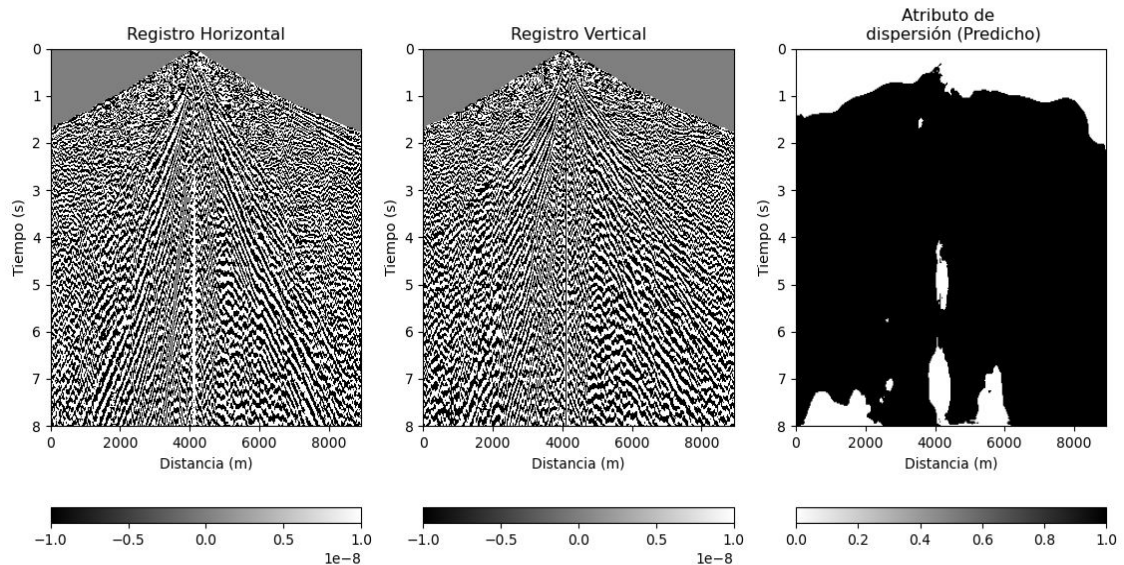 Registro Horizontal
0
1
2
3
4
5
6
7
8
Tiempo (s)
0 2000 4000 6000 8000
Distancia (m)
−1.0 −0.5 0.0 0.5 1.0
1e−8
Registro Vertical
0
1
2
3
4
5
6
7
8
Tiempo (s)
0 2000 4000 6000 8000
Distancia (m)
−1.0 −0.5 0.0 0.5 1.0
1e−8
Atributo de
dispersión (Predicho)
0
1
2
3
4
5
6
7
8
Tiempo (s)
0 2000 4000 6000 8000
Distancia (m)
0.0 0.2 0.4 0.6 0.8 1.0